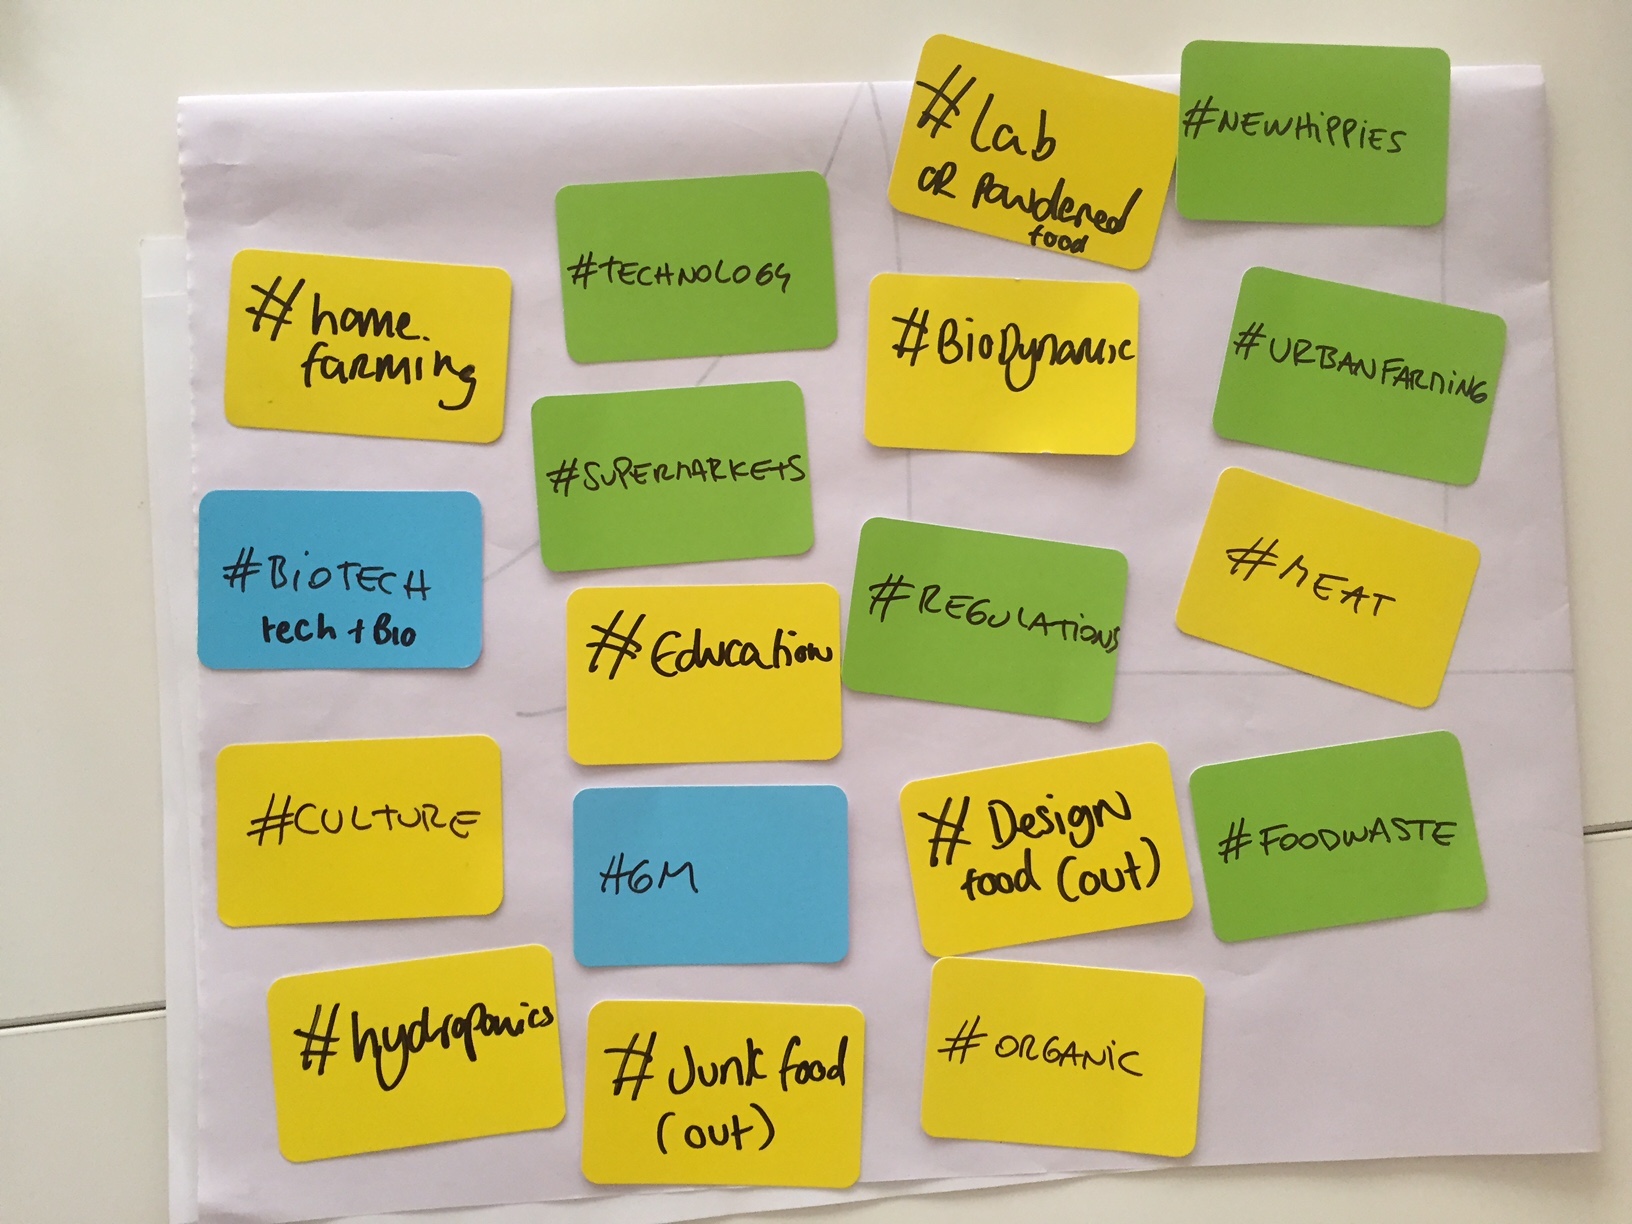 #lab
OR Powdered
food
#NEWHiPPiES
#TECHNOLOGY
#home.
farming
#BioDynamic
#URBANFARMiNG
#SUPERMARKETS
#BiOTECH
tech + Bio
#Education
#REGULATiONS
#MEAT
#CULTURE
#GM
#Design
food (out)
#FOODWASTE
#hydroponics
#Junk food
(out)
#ORGANiC